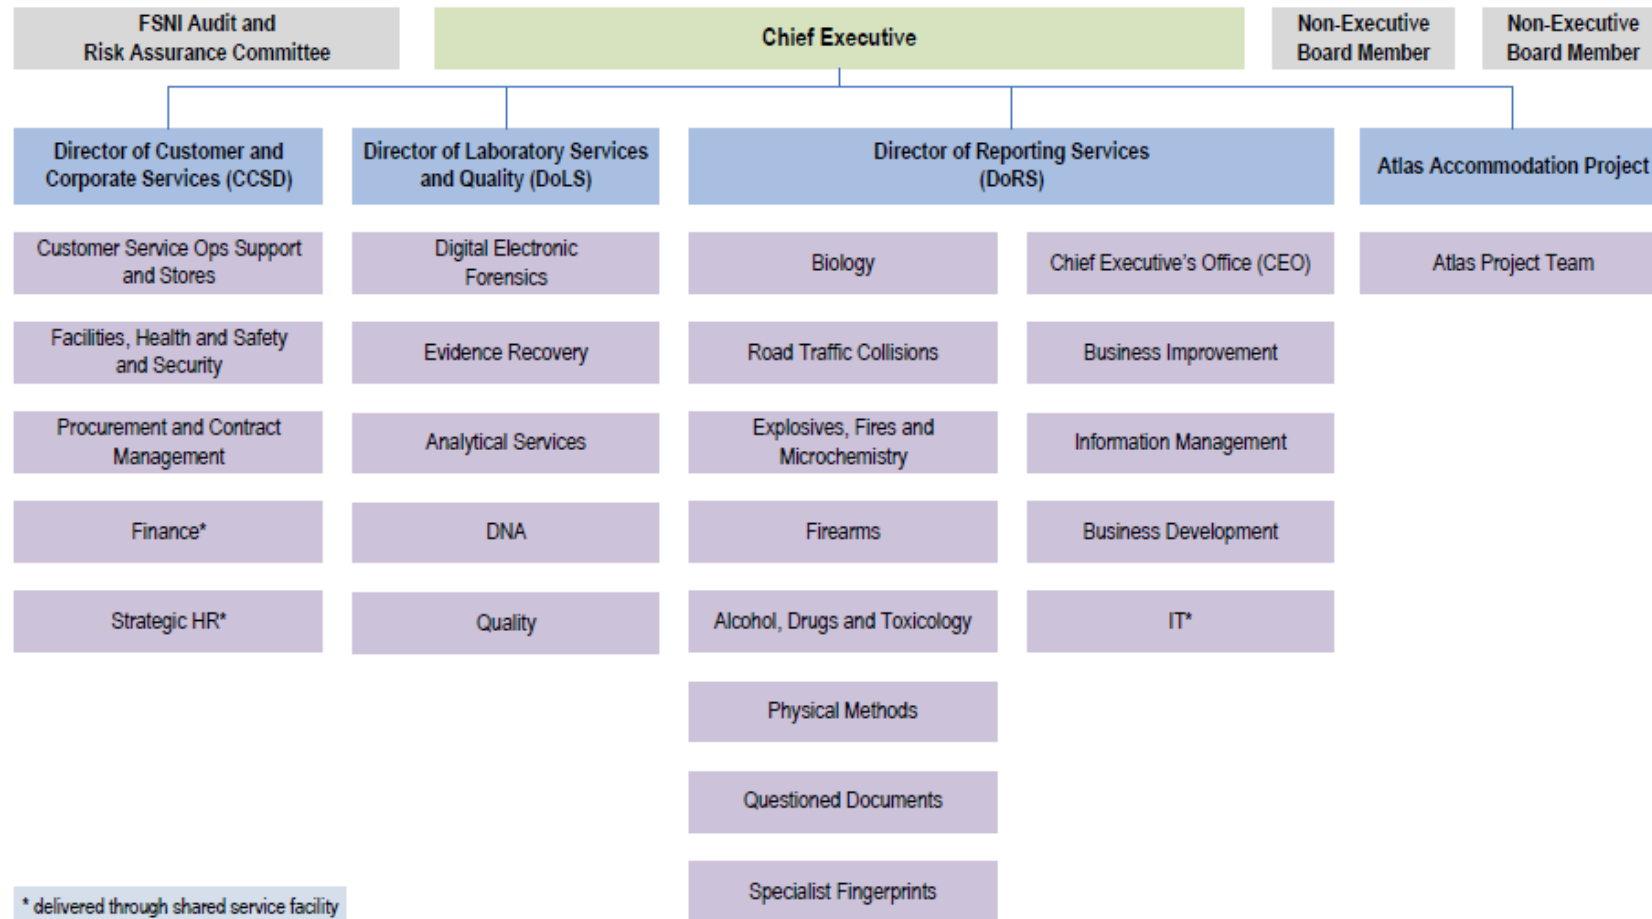 FSNI Audit and
Risk Assurance Committee
Chief Executive
Non-Executive
Board Member
Non-Executive
Board Member
Director of Customer and
Corporate Services (CCSD)
Director of Laboratory Services
and Quality (DoLS)
Director of Reporting Services
(DoRS)
Atlas Accommodation Project
Customer Service Ops Support
and Stores
Facilities, Health and Safety
and Security
Procurement and Contract
Management
Finance*
Strategic HR*
Digital Electronic
Forensics
Evidence Recovery
Analytical Services
DNA
Quality
Biology
Road Traffic Collisions
Explosives, Fires and
Microchemistry
Firearms
Alcohol, Drugs and Toxicology
Physical Methods
Questioned Documents
Specialist Fingerprints
Chief Executive’s Office (CEO)
Business Improvement
Information Management
Business Development
IT*
Atlas Project Team
* delivered through shared service facility